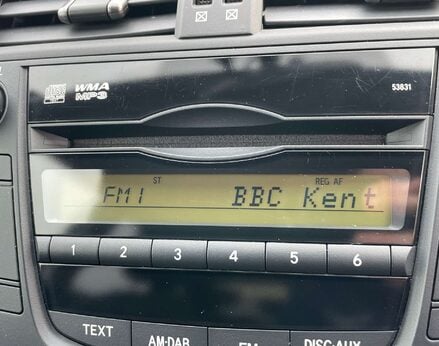 WMA
MP3
53831
ST
REG AF
FM1 BBC Kent
1 2 3 4 5 6
TEXT
AM·DAB
FM
DISC·AUX